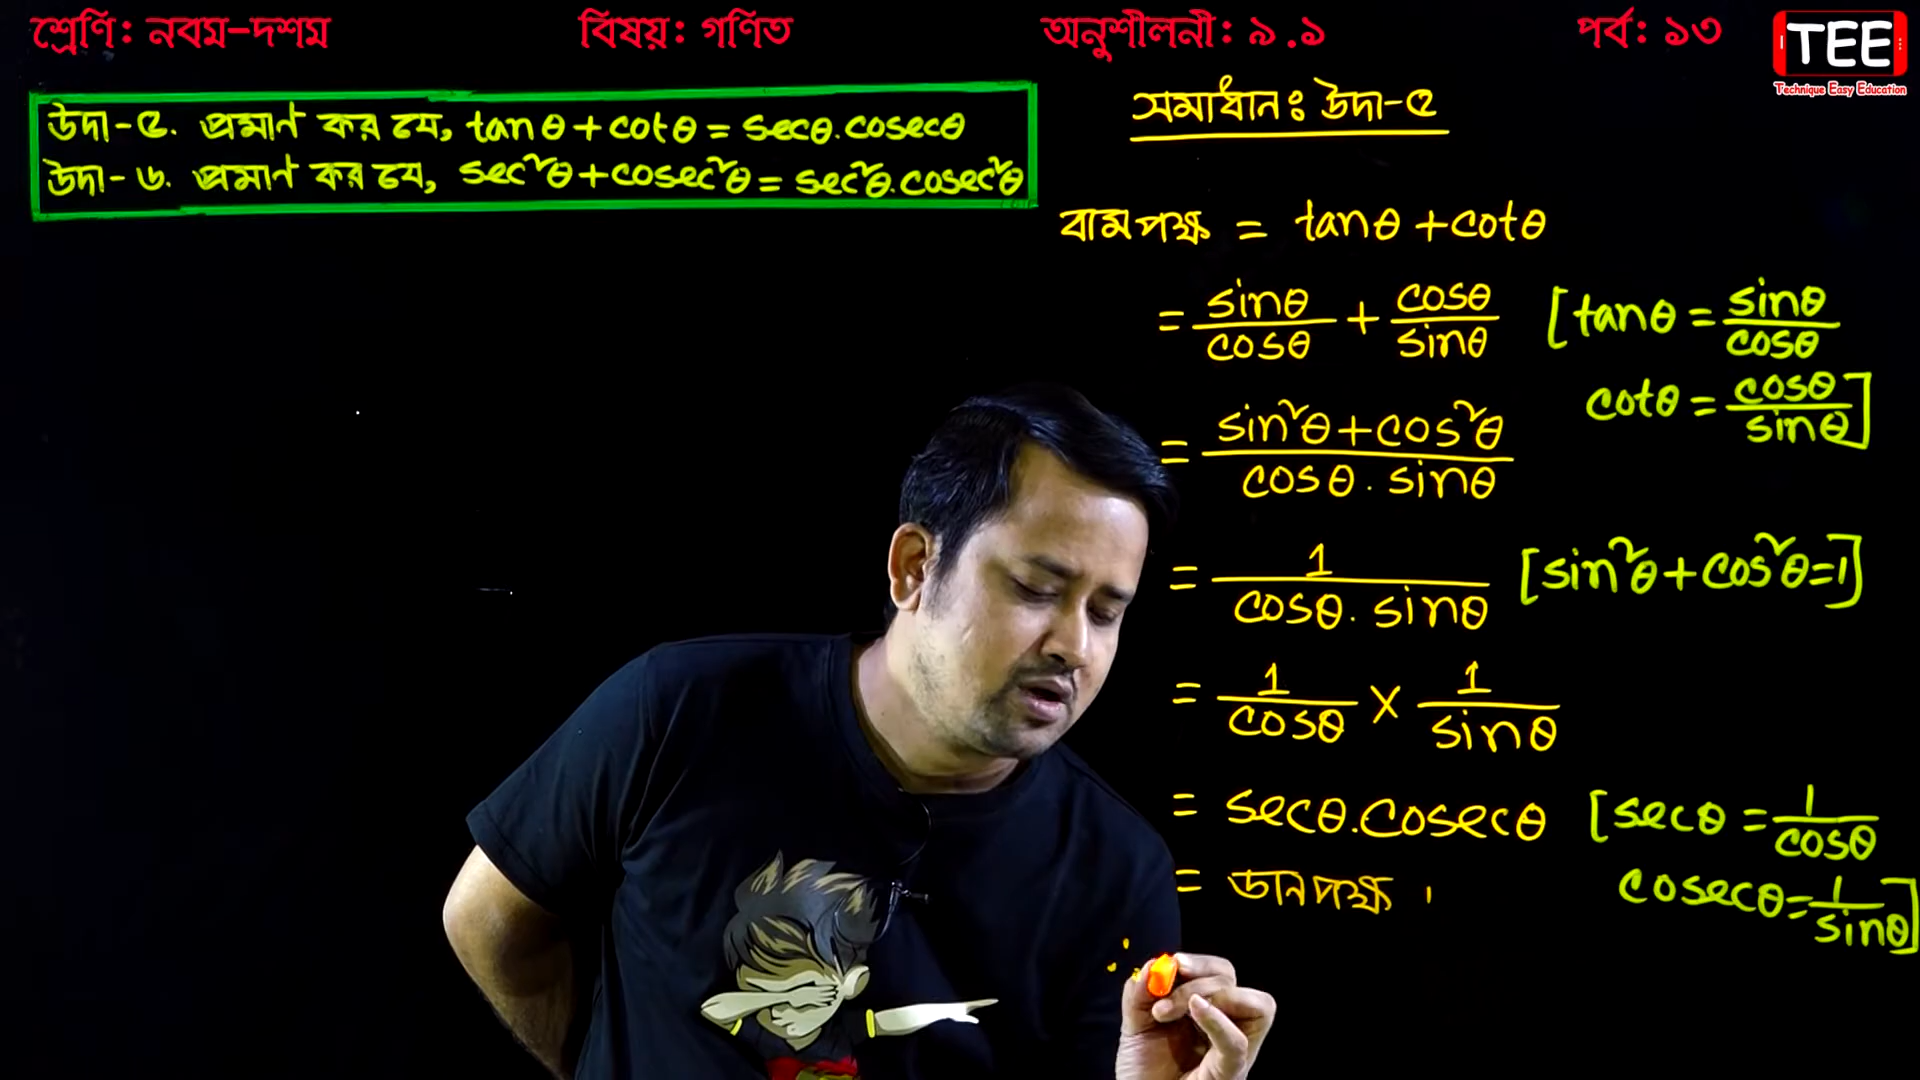 শ্রেণি: নবম-দশম বিষয়: গণিত অনুশীলনী: ৯.১ পর্ব: ১৩
TEE
Technique Easy Education
উদা-৫. প্রমাণ কর যে, tanθ + cotθ = secθ.cosecθ
উদা-৬. প্রমাণ কর যে, sec²θ + cosec²θ = sec²θ.cosec²θ
সমাধান: উদা-৫
বামপক্ষ = tanθ + cotθ
= sinθ/cosθ + cosθ/sinθ [tanθ = sinθ/cosθ
cotθ = cosθ/sinθ]
= sin²θ + cos²θ / cosθ . sinθ
= 1 / cosθ . sinθ [sin²θ + cos²θ = 1]
= 1/cosθ × 1/sinθ
= secθ.cosecθ [secθ = 1/cosθ
cosecθ = 1/sinθ]
= ডানপক্ষ ।